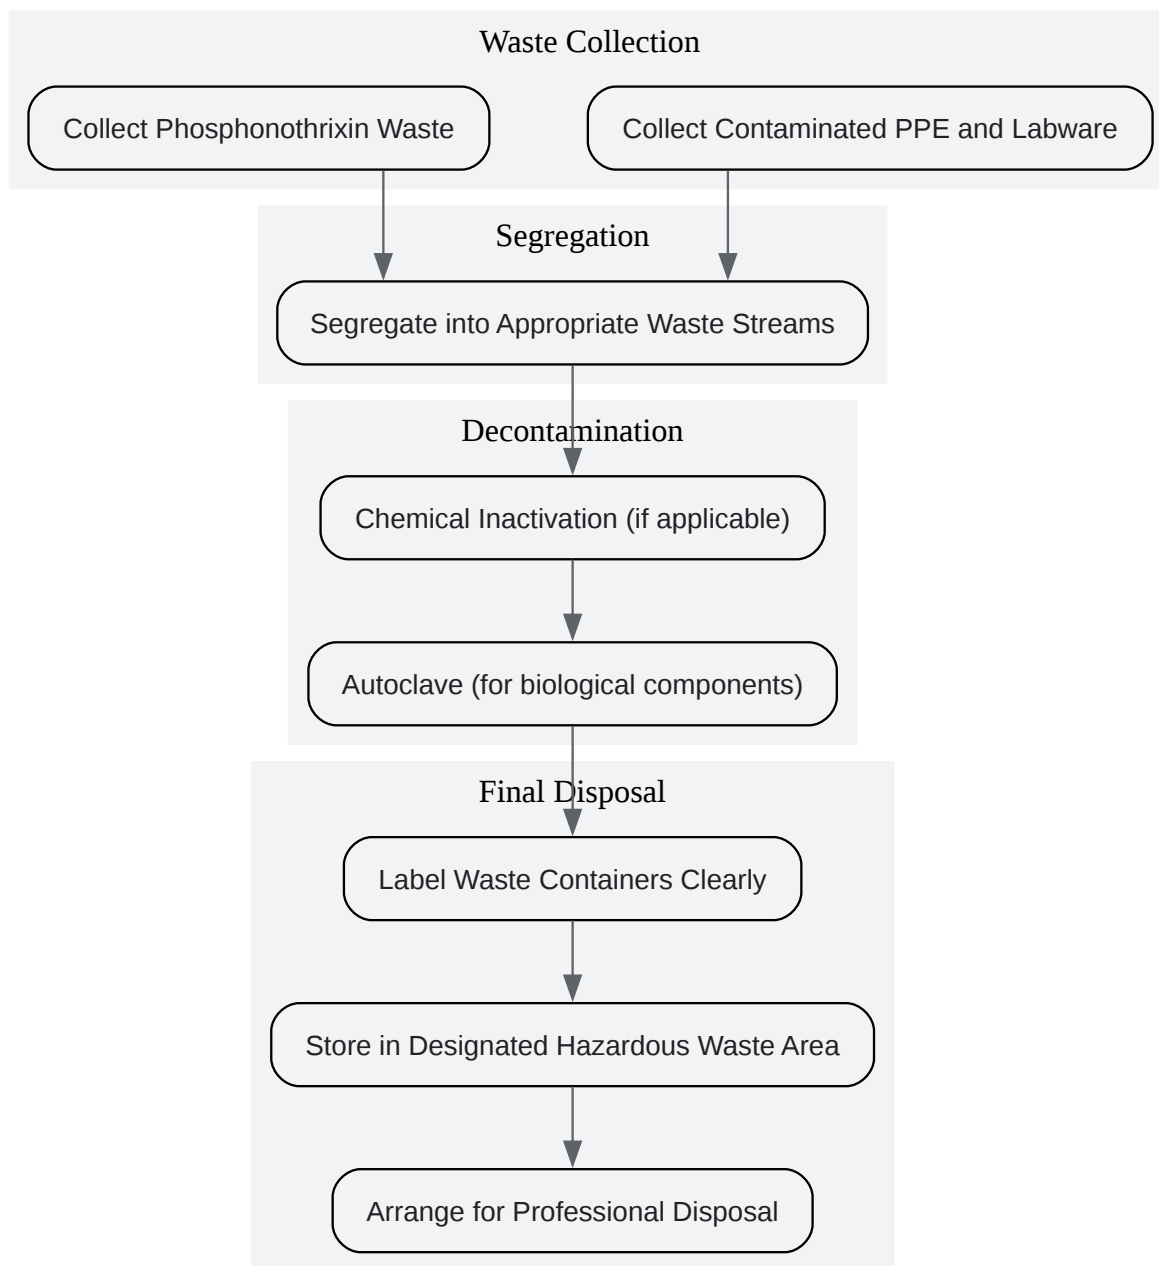 Waste Collection
Collect Phosphonothrixin Waste
Collect Contaminated PPE and Labware
Segregation
Segregate into Appropriate Waste Streams
Decontamination
Chemical Inactivation (if applicable)
Autoclave (for biological components)
Final Disposal
Label Waste Containers Clearly
Store in Designated Hazardous Waste Area
Arrange for Professional Disposal